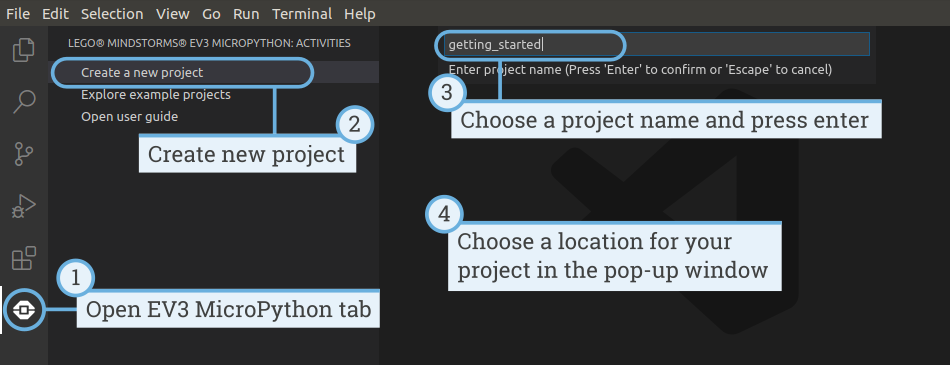 File Edit Selection View Go Run Terminal Help
LEGO® MINDSTORMS® EV3 MICROPYTHON: ACTIVITIES
Create a new project
Explore example projects
Open user guide
2
Create new project
1
Open EV3 MicroPython tab
getting_started
Enter project name (Press 'Enter' to confirm or 'Escape' to cancel)
3
Choose a project name and press enter
4
Choose a location for your
project in the pop-up window